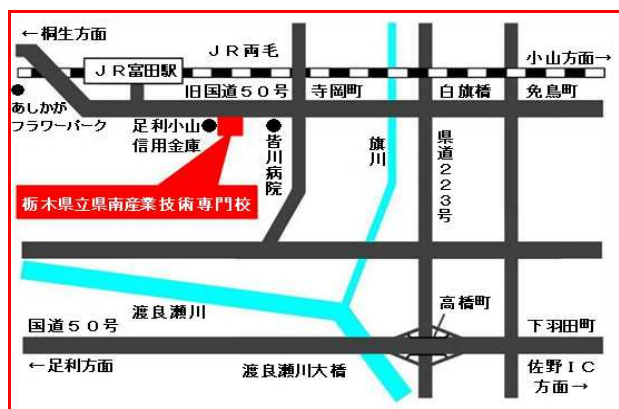 ←桐生方面
JR両毛
小山方面→
JR富田駅
旧国道50号
寺岡町
白旗橋
免鳥町
あしかが
フラワーパーク
足利小山
信用金庫
皆川病院
旗川
県道223号
栃木県立県南産業技術専門校
渡良瀬川
高橋町
国道50号
下羽田町
←足利方面
渡良瀬川大橋
佐野IC
方面→